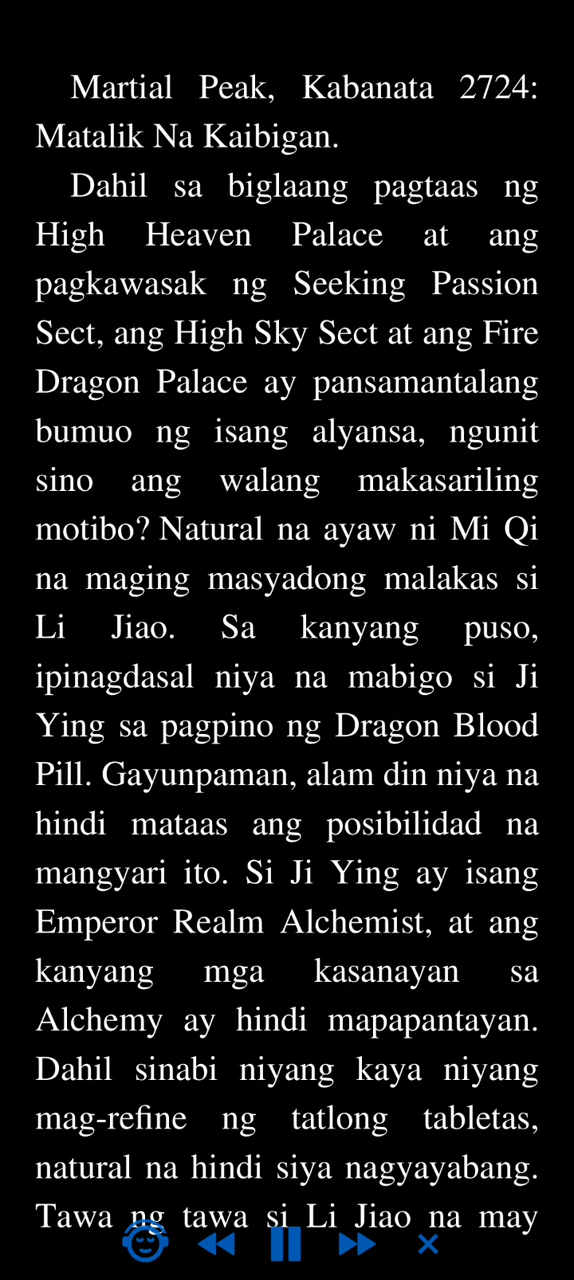 Martial Peak, Kabanata 2724:
Matalik Na Kaibigan.
Dahil sa biglaang pagtaas ng
High Heaven Palace at ang
pagkawasak ng Seeking Passion
Sect, ang High Sky Sect at ang Fire
Dragon Palace ay pansamantalang
bumuo ng isang alyansa, ngunit
sino ang walang makasariling
motibo? Natural na ayaw ni Mi Qi
na maging masyadong malakas si
Li Jiao. Sa kanyang puso,
ipinagdasal niya na mabigo si Ji
Ying sa pagpino ng Dragon Blood
Pill. Gayunpaman, alam din niya na
hindi mataas ang posibilidad na
mangyari ito. Si Ji Ying ay isang
Emperor Realm Alchemist, at ang
kanyang mga kasanayan sa
Alchemy ay hindi mapapantayan.
Dahil sinabi niyang kaya niyang
mag-refine ng tatlong tabletas,
natural na hindi siya nagyayabang.
Tawa ng tawa si Li Jiao na may